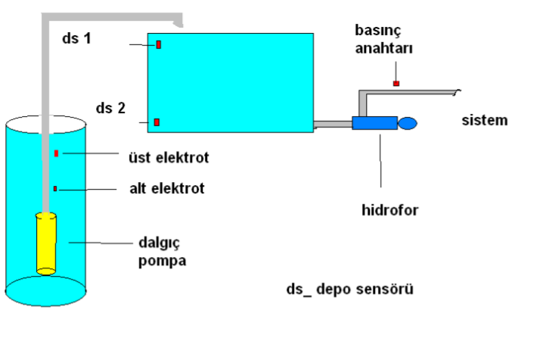 ds 1
basınç
anahtarı
ds 2
sistem
üst elektrot
alt elektrot
hidrofor
dalgıç
pompa
ds_ depo sensörü